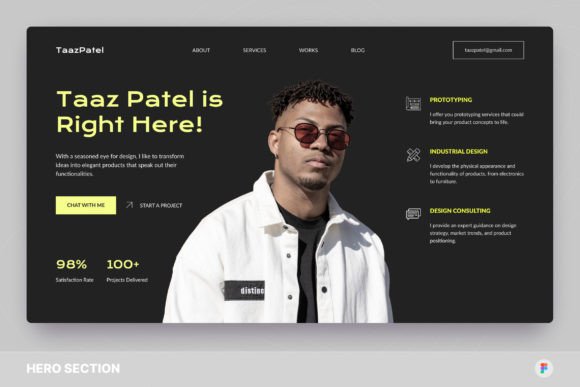 TaazPatel
ABOUT
SERVICES
WORKS
BLOG
taazpatel@gmail.com
Taaz Patel is
Right Here!
With a seasoned eye for design, I like to transform
ideas into elegant products that speak out their
functionalities.
CHAT WITH ME
START A PROJECT
98%
Satisfaction Rate
100+
Projects Delivered
distinc
PROTOTYPING
I offer you prototyping services that could
bring your product concepts to life.
INDUSTRIAL DESIGN
I develop the physical appearance and
functionality of products, from electronics
to furniture.
DESIGN CONSULTING
I provide an expert guidance on design
strategy, market trends, and product
positioning.
HERO SECTION